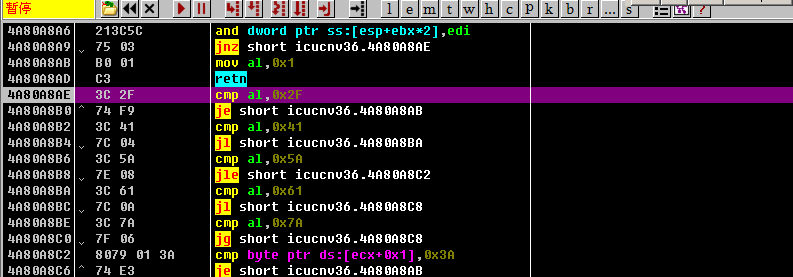 暂停 l e m t w h c p k b r ... s ?
4A80A8A6 213C5C and dword ptr ss:[esp+ebx*2],edi
4A80A8A9 75 03 jnz short icucnv36.4A80A8AE
4A80A8AB B0 01 mov al,0x1
4A80A8AD C3 retn
4A80A8AE 3C 2F cmp al,0x2F
4A80A8B0 74 F9 je short icucnv36.4A80A8AB
4A80A8B2 3C 41 cmp al,0x41
4A80A8B4 7C 04 jl short icucnv36.4A80A8BA
4A80A8B6 3C 5A cmp al,0x5A
4A80A8B8 7E 08 jle short icucnv36.4A80A8C2
4A80A8BA 3C 61 cmp al,0x61
4A80A8BC 7C 0A jl short icucnv36.4A80A8C8
4A80A8BE 3C 7A cmp al,0x7A
4A80A8C0 7F 06 jg short icucnv36.4A80A8C8
4A80A8C2 8079 01 3A cmp byte ptr ds:[ecx+0x1],0x3A
4A80A8C6 74 E3 je short icucnv36.4A80A8AB